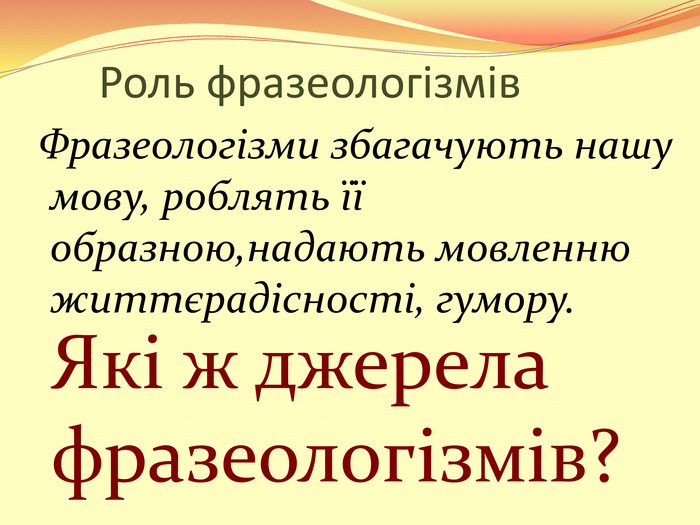 Роль фразеологізмів
Фразеологізми збагачують нашу
мову, роблять її
образною,надають мовленню
життєрадісності, гумору.
Які ж джерела
фразеологізмів?